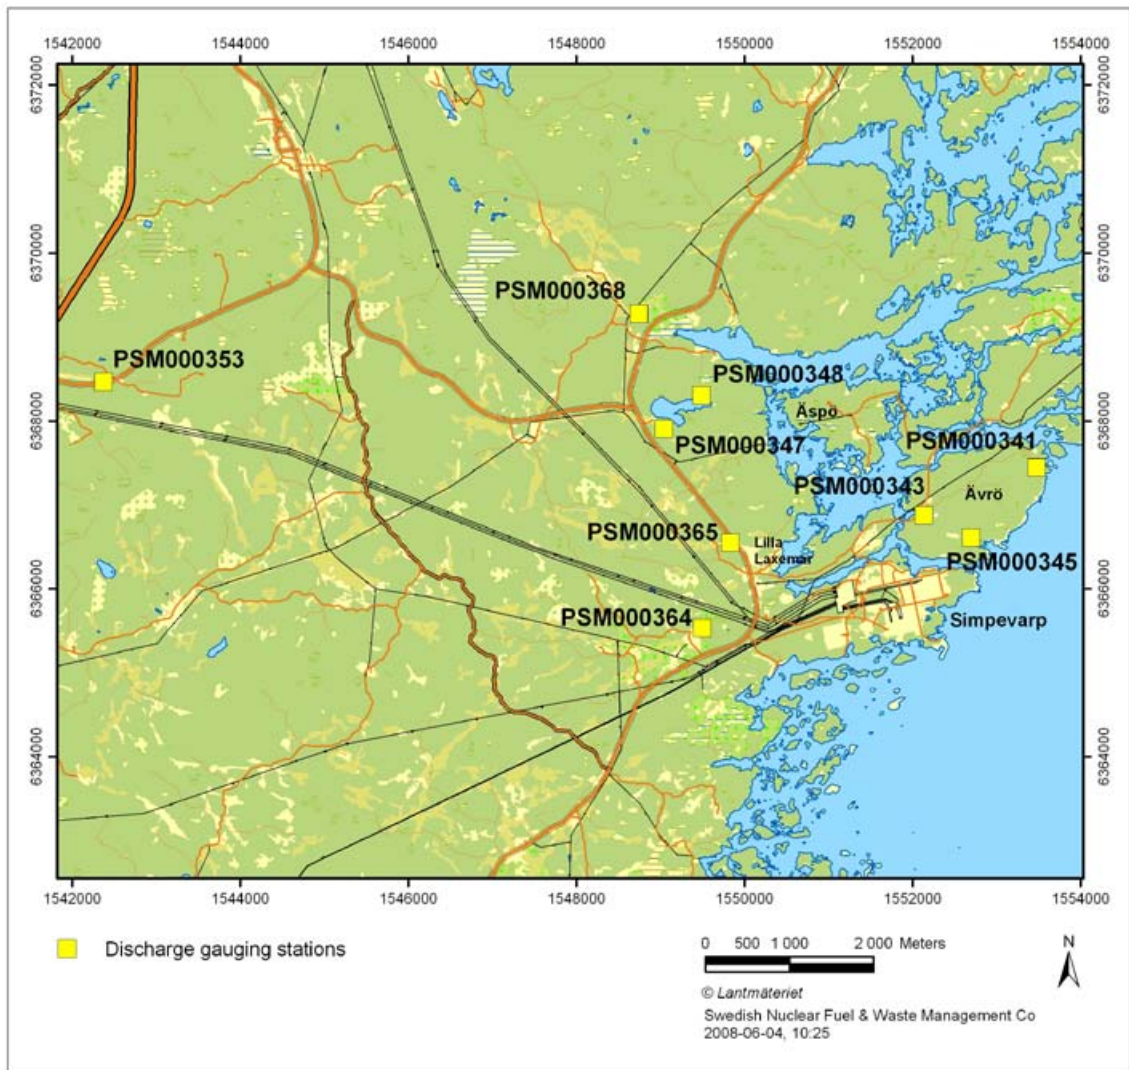 1542000 1544000 1546000 1548000 1550000 1552000 1554000
6372000 6372000
6370000 6370000
PSM000368
PSM000353
PSM000348
Äspö
6368000 6368000
PSM000341
PSM000347
PSM000343
Ävrö
PSM000365
Lilla
Laxemar
PSM000345
6366000 6366000
PSM000364
Simpevarp
6364000 6364000
1542000 1544000 1546000 1548000 1550000 1552000 1554000
Discharge gauging stations
0 500 1 000 2 000 Meters
N
© Lantmäteriet
Swedish Nuclear Fuel & Waste Management Co
2008-06-04, 10:25